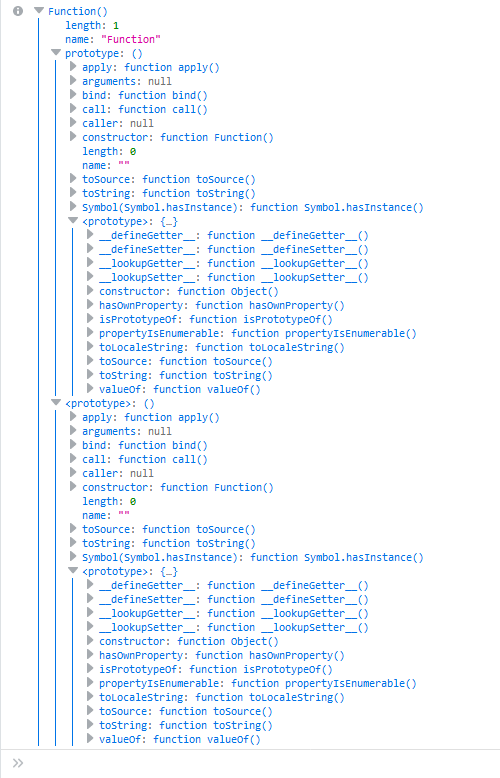 Function()
length: 1
name: "Function"
prototype: ()
apply: function apply()
arguments: null
bind: function bind()
call: function call()
caller: null
constructor: function Function()
length: 0
name: ""
toSource: function toSource()
toString: function toString()
Symbol(Symbol.hasInstance): function Symbol.hasInstance()
<prototype>: {…}
__defineGetter__: function __defineGetter__()
__defineSetter__: function __defineSetter__()
__lookupGetter__: function __lookupGetter__()
__lookupSetter__: function __lookupSetter__()
constructor: function Object()
hasOwnProperty: function hasOwnProperty()
isPrototypeOf: function isPrototypeOf()
propertyIsEnumerable: function propertyIsEnumerable()
toLocaleString: function toLocaleString()
toSource: function toSource()
toString: function toString()
valueOf: function valueOf()
<prototype>: ()
apply: function apply()
arguments: null
bind: function bind()
call: function call()
caller: null
constructor: function Function()
length: 0
name: ""
toSource: function toSource()
toString: function toString()
Symbol(Symbol.hasInstance): function Symbol.hasInstance()
<prototype>: {…}
__defineGetter__: function __defineGetter__()
__defineSetter__: function __defineSetter__()
__lookupGetter__: function __lookupGetter__()
__lookupSetter__: function __lookupSetter__()
constructor: function Object()
hasOwnProperty: function hasOwnProperty()
isPrototypeOf: function isPrototypeOf()
propertyIsEnumerable: function propertyIsEnumerable()
toLocaleString: function toLocaleString()
toSource: function toSource()
toString: function toString()
valueOf: function valueOf()